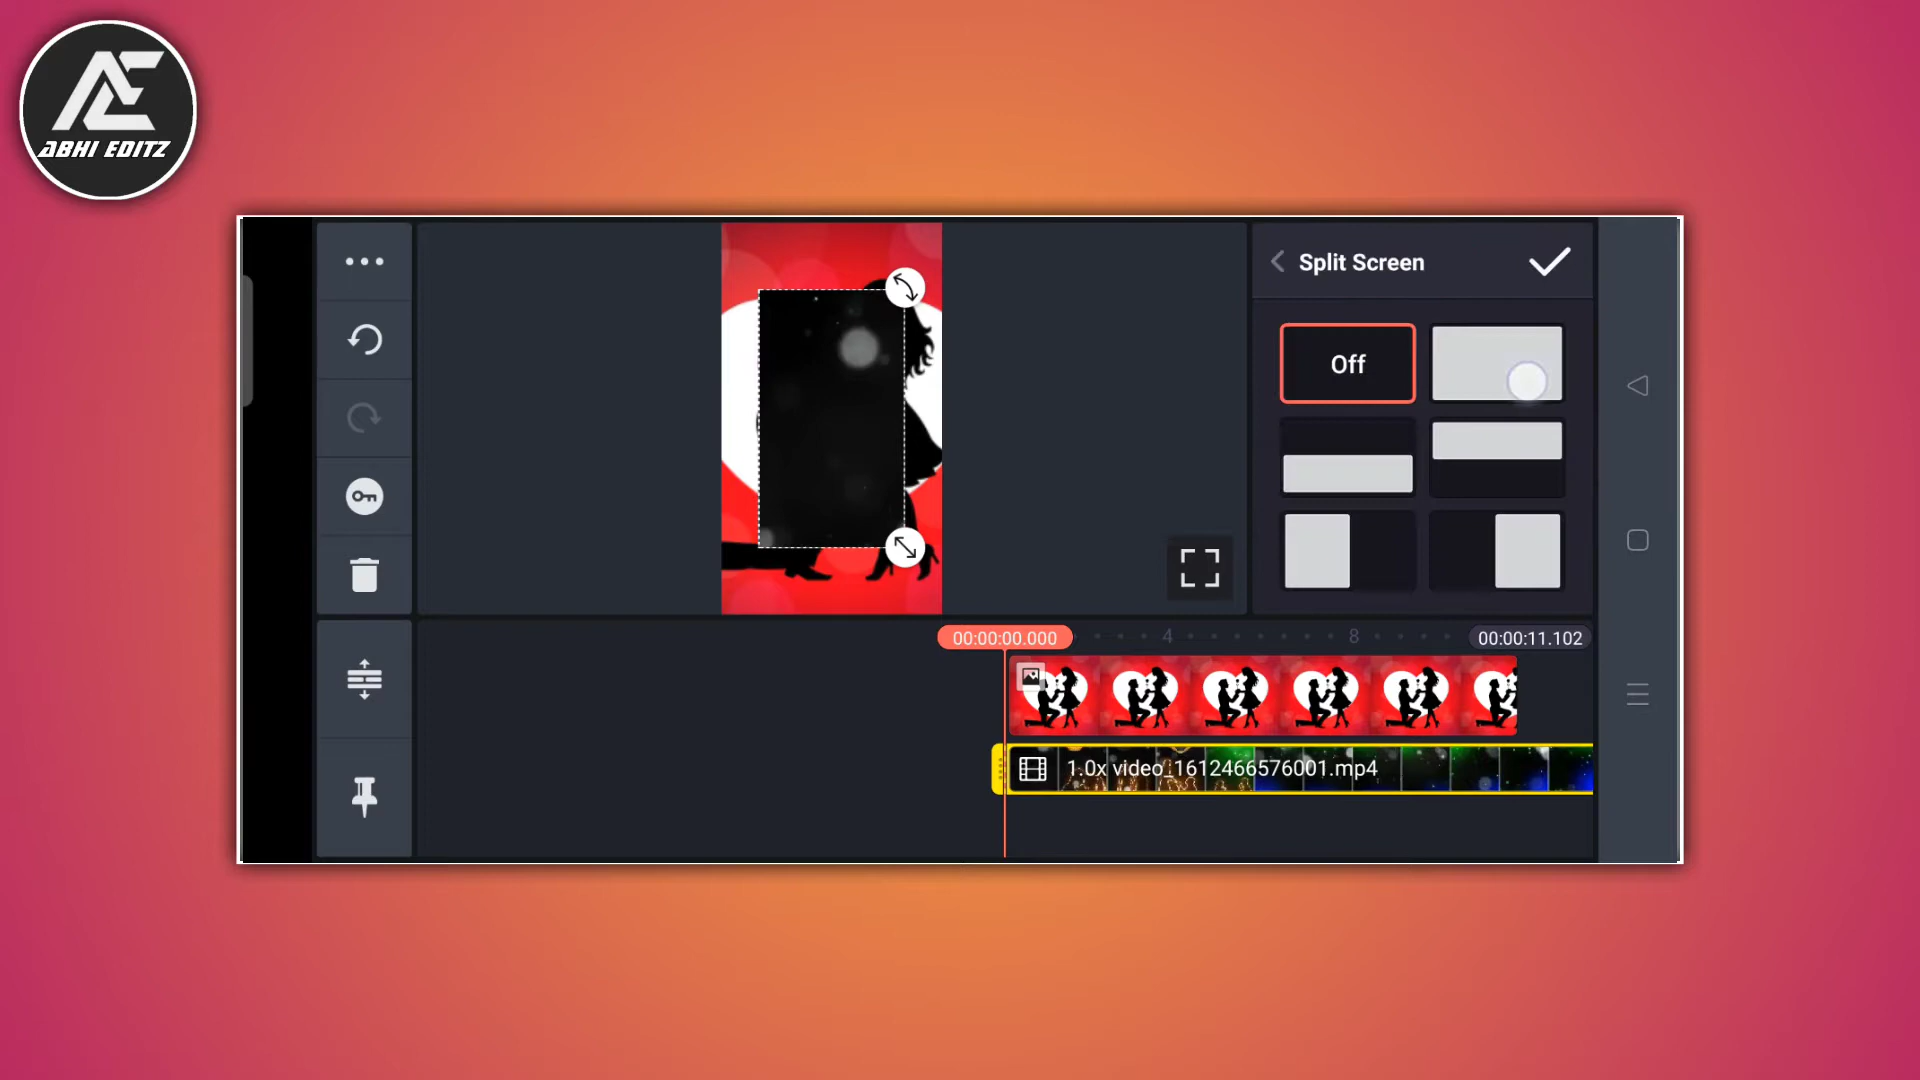 ABHI EDITZ
Split Screen
Off
00:00:00.000
4
8
00:00:11.102
1.0x video_1612466576001.mp4